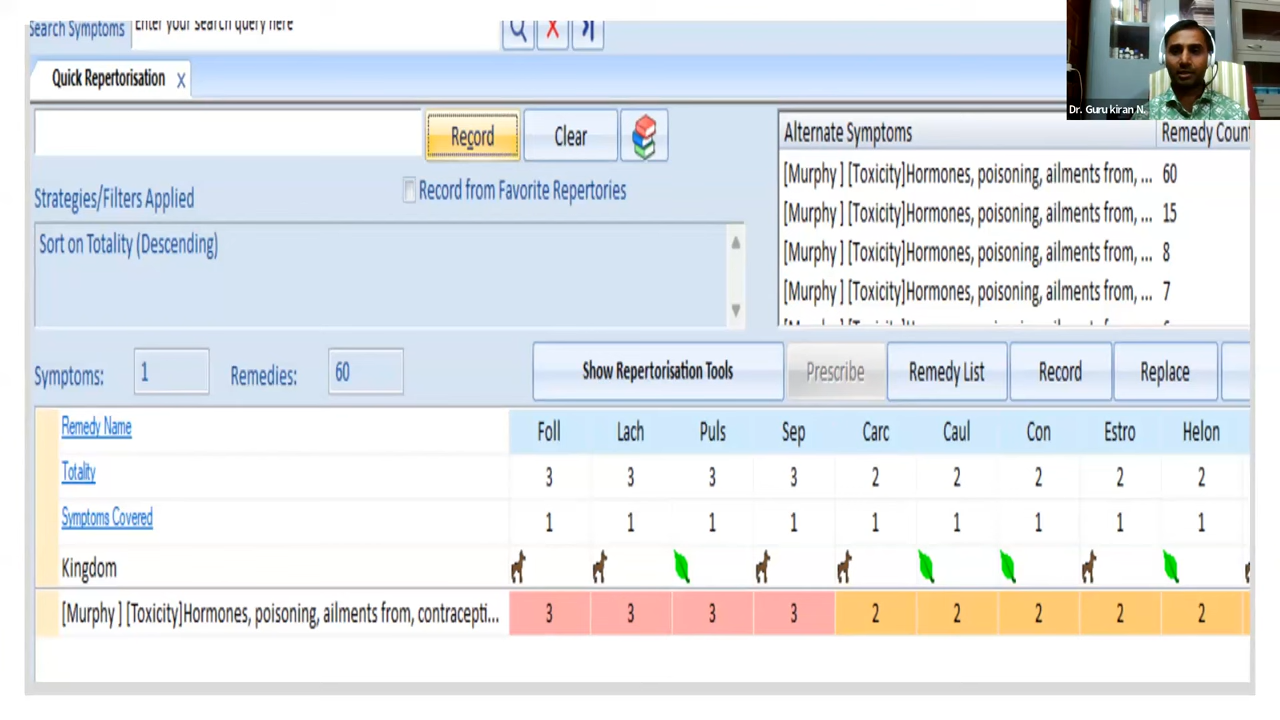 Search Symptoms
Enter your search query here
Quick Repertorisation
X
Dr. Guru kiran N.
Record
Clear
Record from Favorite Repertories
Strategies/Filters Applied
Sort on Totality (Descending)
Alternate Symptoms Remedy Count
[Murphy ] [Toxicity]Hormones, poisoning, ailments from, ... 60
[Murphy ] [Toxicity]Hormones, poisoning, ailments from, ... 15
[Murphy ] [Toxicity]Hormones, poisoning, ailments from, ... 8
[Murphy ] [Toxicity]Hormones, poisoning, ailments from, ... 7
Symptoms: 1 Remedies: 60
Show Repertorisation Tools
Prescribe
Remedy List
Record
Replace
Remedy Name Foll Lach Puls Sep Carc Caul Con Estro Helon
Totality 3 3 3 3 2 2 2 2 2
Symptoms Covered 1 1 1 1 1 1 1 1 1
Kingdom
[Murphy ] [Toxicity]Hormones, poisoning, ailments from, contracepti... 3 3 3 3 2 2 2 2 2